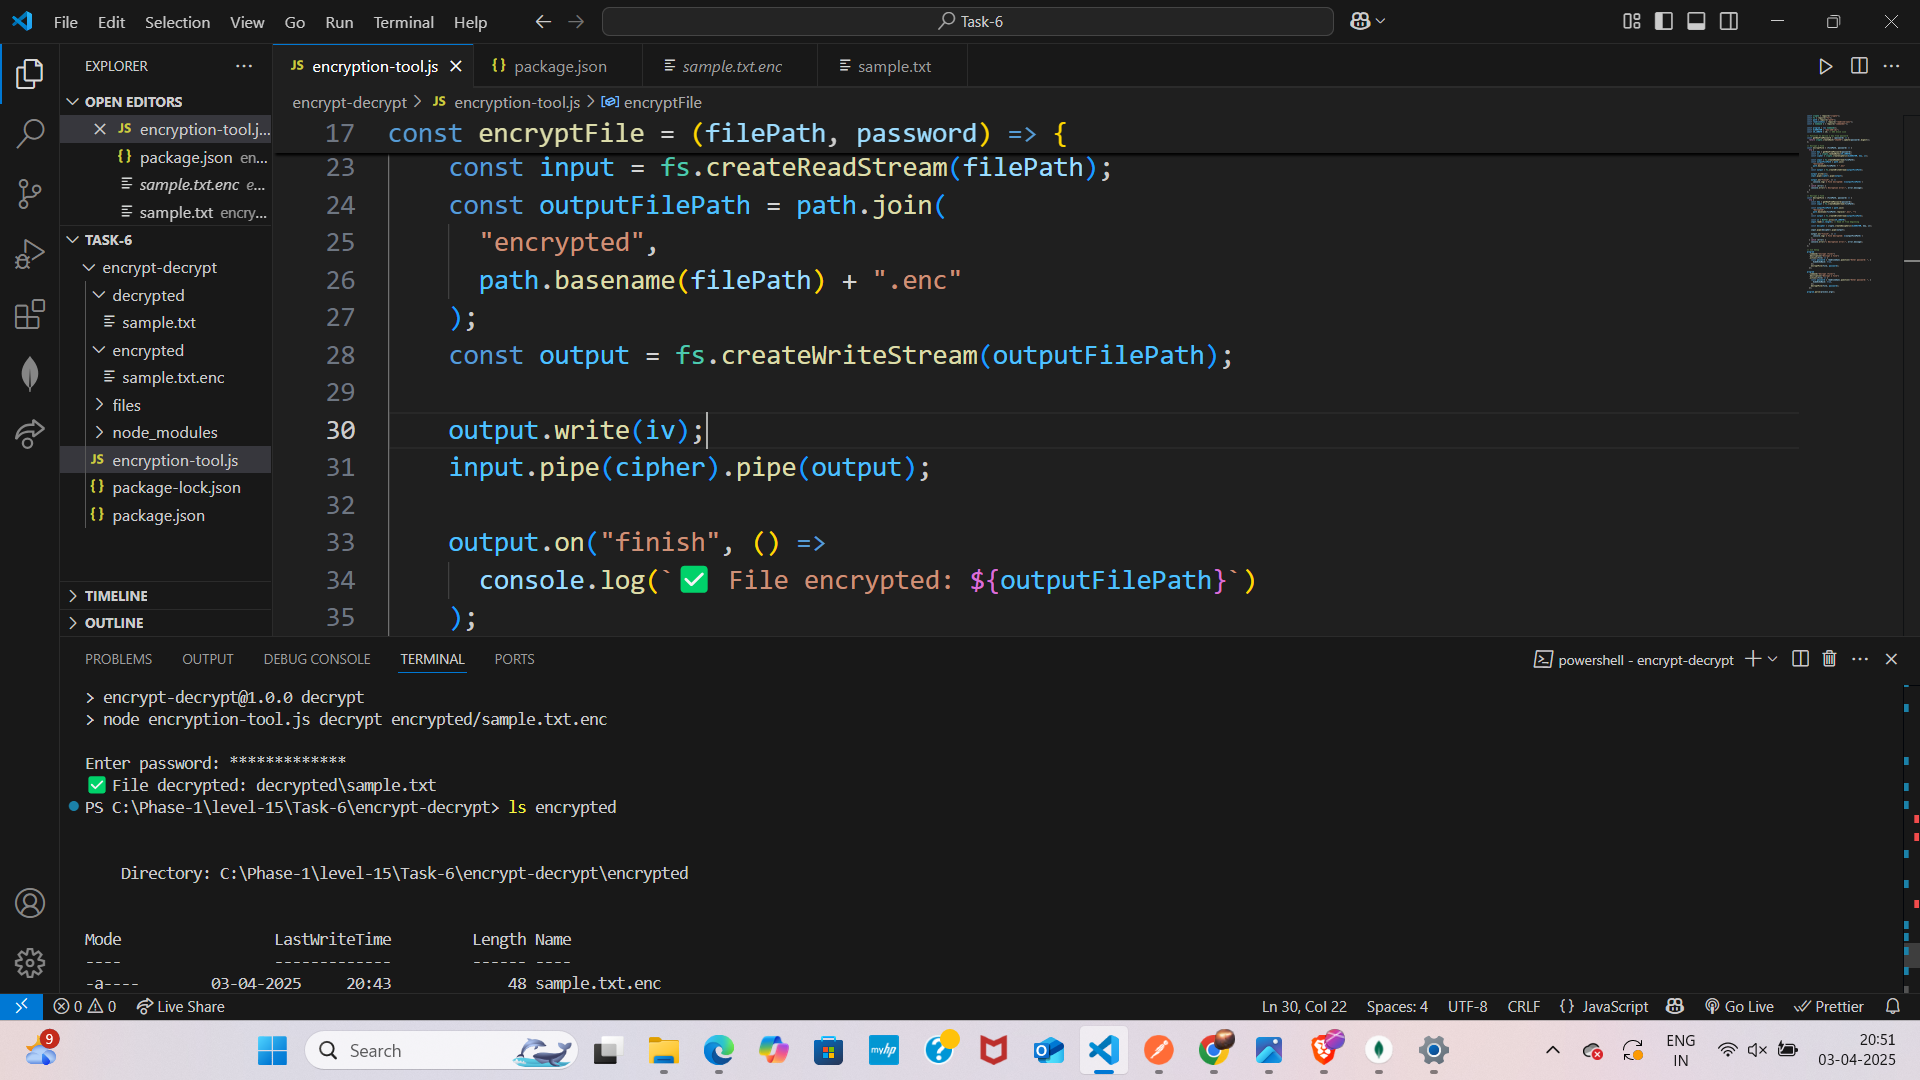 File Edit Selection View Go Run Terminal Help
Task-6
EXPLORER
OPEN EDITORS
JS encryption-tool.j...
{} package.json en...
sample.txt.enc e...
sample.txt encry...
TASK-6
encrypt-decrypt
decrypted
sample.txt
encrypted
sample.txt.enc
files
node_modules
JS encryption-tool.js
{} package-lock.json
{} package.json
TIMELINE
OUTLINE
JS encryption-tool.js {} package.json sample.txt.enc sample.txt
encrypt-decrypt > JS encryption-tool.js > encryptFile
17 const encryptFile = (filePath, password) => {
23 const input = fs.createReadStream(filePath);
24 const outputFilePath = path.join(
25 "encrypted",
26 path.basename(filePath) + ".enc"
27 );
28 const output = fs.createWriteStream(outputFilePath);
29
30 output.write(iv);
31 input.pipe(cipher).pipe(output);
32
33 output.on("finish", () =>
34 console.log(`✅ File encrypted: ${outputFilePath}`)
35 );
PROBLEMS OUTPUT DEBUG CONSOLE TERMINAL PORTS
powershell - encrypt-decrypt
> encrypt-decrypt@1.0.0 decrypt
> node encryption-tool.js decrypt encrypted/sample.txt.enc
Enter password: *************
✅ File decrypted: decrypted\sample.txt
PS C:\Phase-1\level-15\Task-6\encrypt-decrypt> ls encrypted
Directory: C:\Phase-1\level-15\Task-6\encrypt-decrypt\encrypted
Mode LastWriteTime Length Name
---- ------------- ------ ----
-a---- 03-04-2025 20:43 48 sample.txt.enc
0 0 Live Share
Ln 30, Col 22 Spaces: 4 UTF-8 CRLF {} JavaScript Go Live Prettier
9
Search
myhp
ENG
IN
20:51
03-04-2025